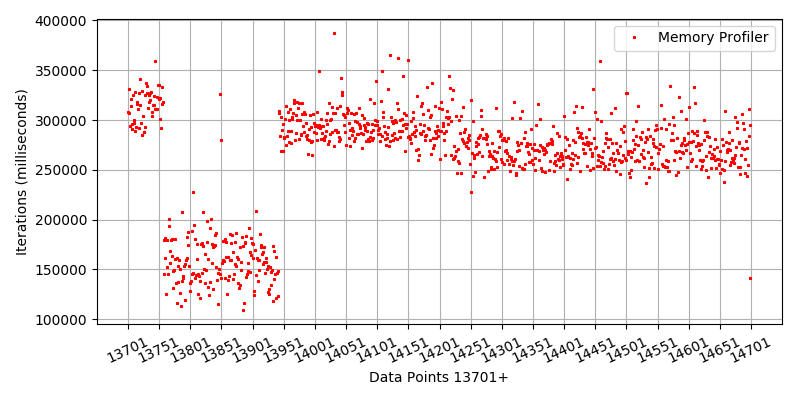 400000
350000
300000
250000
200000
150000
100000
Iterations (milliseconds)
Memory Profiler
13701 13751 13801 13851 13901 13951 14001 14051 14101 14151 14201 14251 14301 14351 14401 14451 14501 14551 14601 14651 14701
Data Points 13701+